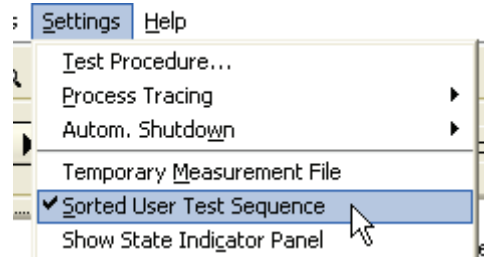 Settings Help
Test Procedure...
Process Tracing
Autom. Shutdown
Temporary Measurement File
Sorted User Test Sequence
Show State Indicator Panel